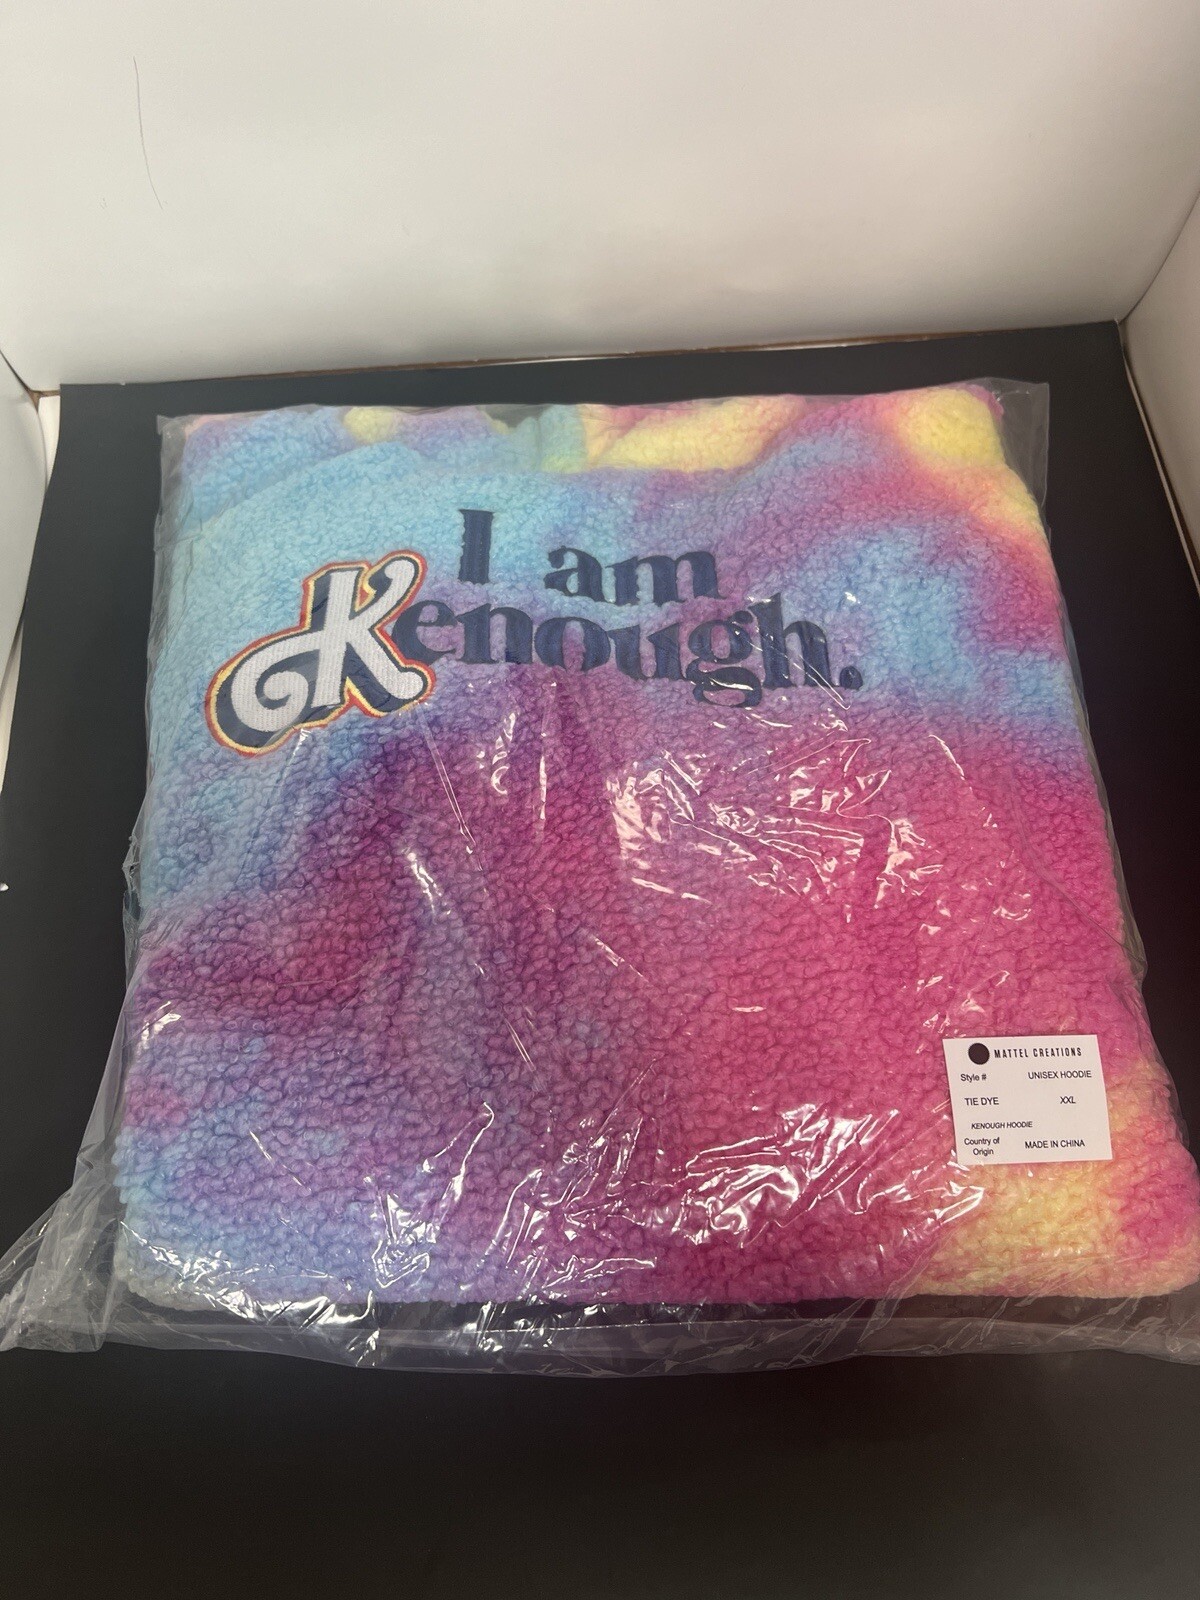 I am
Kenough.
MATTEL CREATIONS
Style # UNISEX HOODIE
TIE DYE XXL
KENOUGH HOODIE
Country of Origin MADE IN CHINA